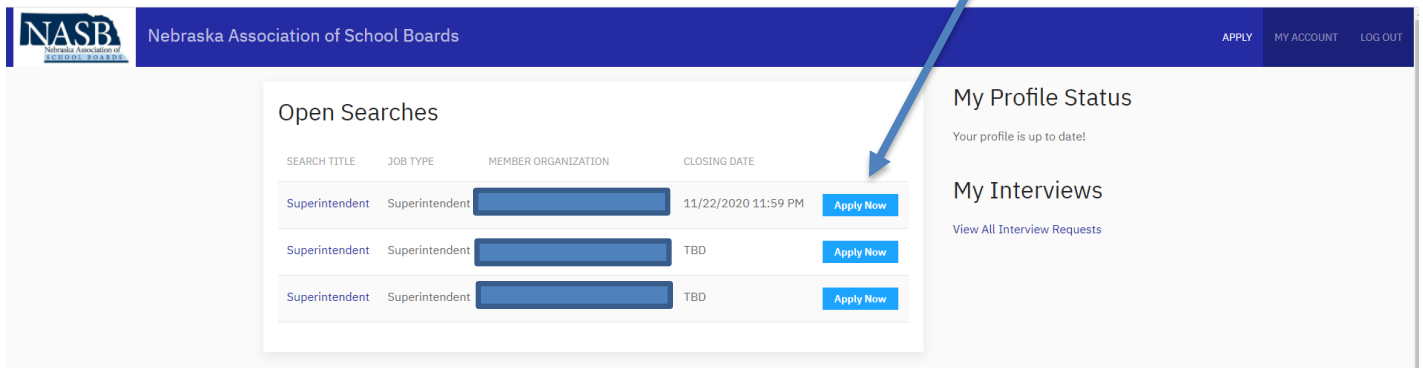 NASB
Nebraska Association of
SCHOOL BOARDS
Nebraska Association of School Boards
APPLY MY ACCOUNT LOG OUT
Open Searches
SEARCH TITLE JOB TYPE MEMBER ORGANIZATION CLOSING DATE
Superintendent Superintendent 11/22/2020 11:59 PM Apply Now
Superintendent Superintendent TBD Apply Now
Superintendent Superintendent TBD Apply Now
My Profile Status
Your profile is up to date!
My Interviews
View All Interview Requests